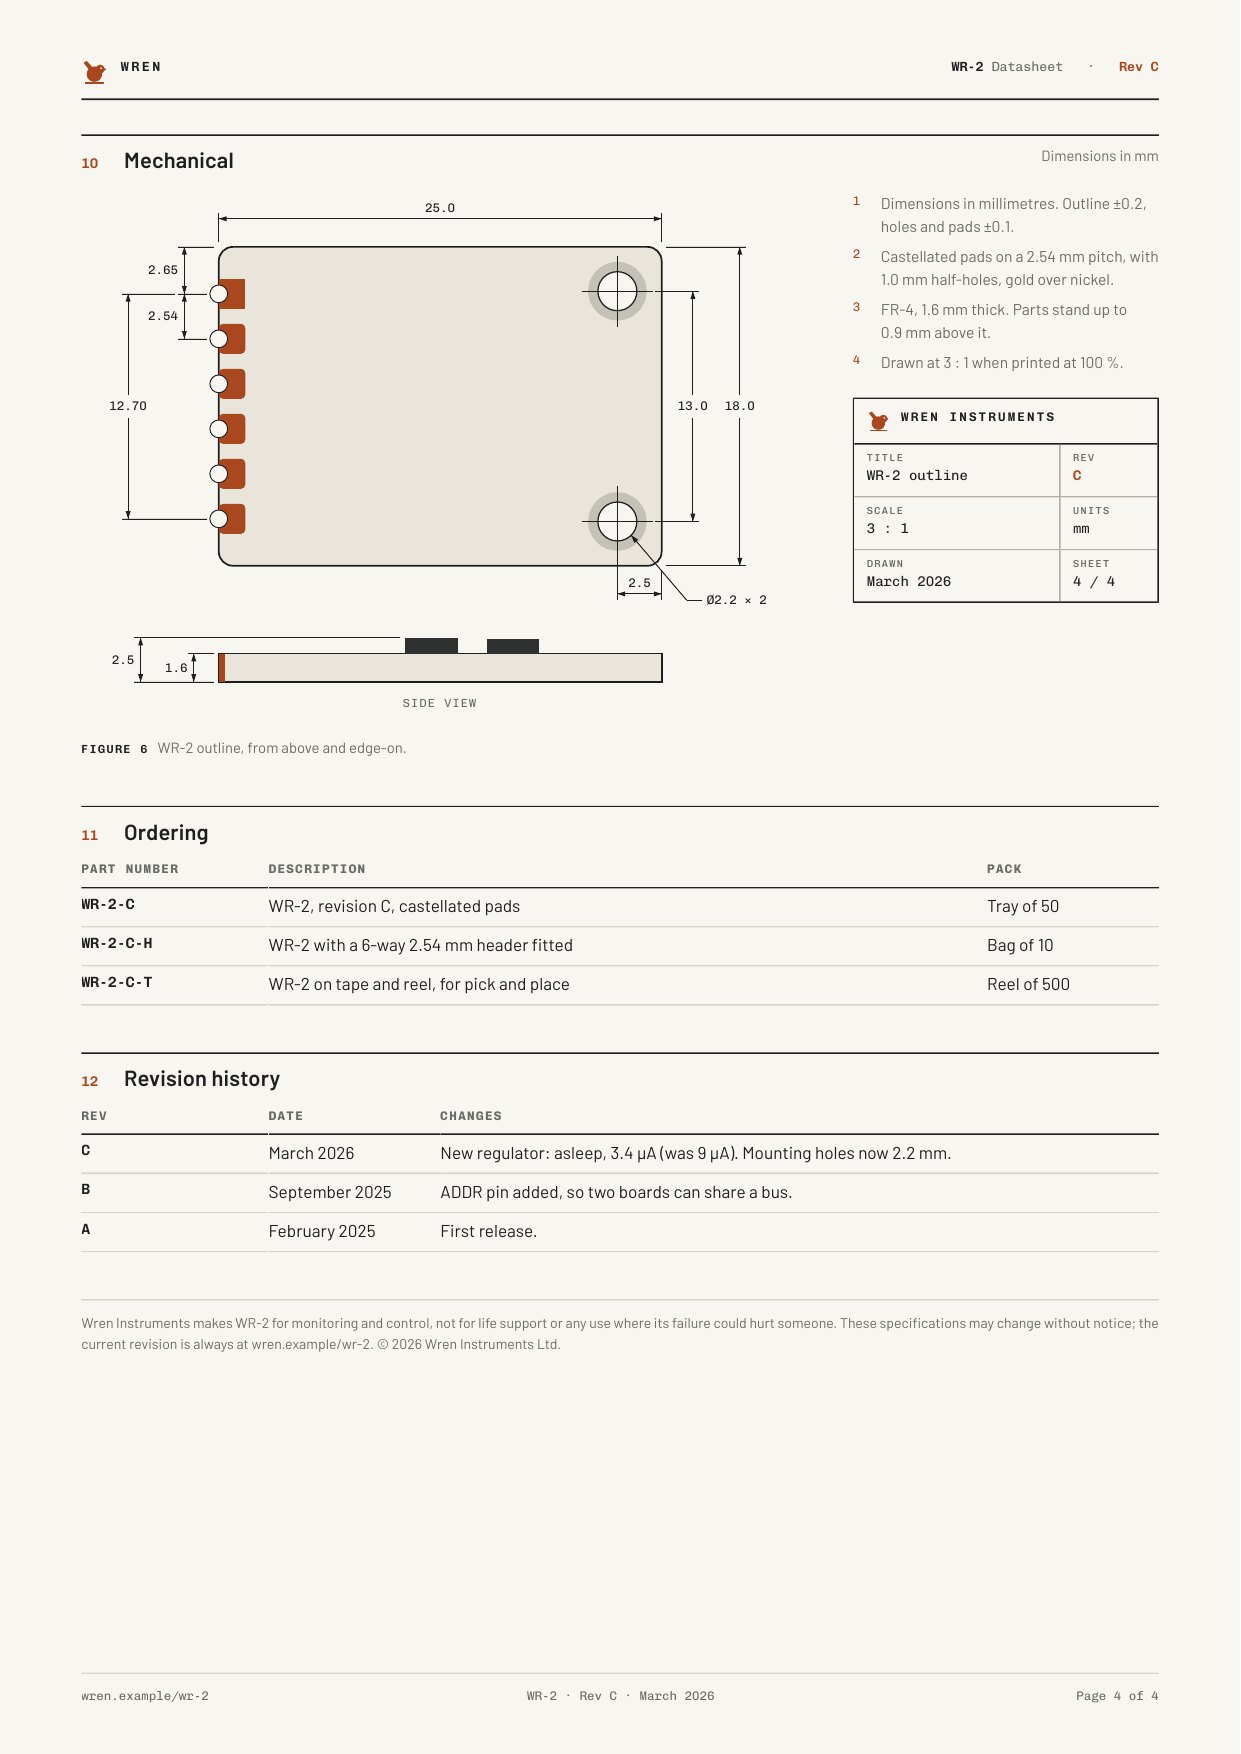 WREN
WR-2 Datasheet · Rev C
10 Mechanical
Dimensions in mm
25.0
2.65
2.54
12.70
13.0
18.0
2.5
Ø2.2 × 2
2.5
1.6
SIDE VIEW
FIGURE 6 WR-2 outline, from above and edge-on.
1 Dimensions in millimetres. Outline ±0.2,
holes and pads ±0.1.
2 Castellated pads on a 2.54 mm pitch, with
1.0 mm half-holes, gold over nickel.
3 FR-4, 1.6 mm thick. Parts stand up to
0.9 mm above it.
4 Drawn at 3 : 1 when printed at 100 %.
WREN INSTRUMENTS
TITLE REV
WR-2 outline C
SCALE UNITS
3 : 1 mm
DRAWN SHEET
March 2026 4 / 4
11 Ordering
PART NUMBER DESCRIPTION PACK
WR-2-C WR-2, revision C, castellated pads Tray of 50
WR-2-C-H WR-2 with a 6-way 2.54 mm header fitted Bag of 10
WR-2-C-T WR-2 on tape and reel, for pick and place Reel of 500
12 Revision history
REV DATE CHANGES
C March 2026 New regulator: asleep, 3.4 µA (was 9 µA). Mounting holes now 2.2 mm.
B September 2025 ADDR pin added, so two boards can share a bus.
A February 2025 First release.
Wren Instruments makes WR-2 for monitoring and control, not for life support or any use where its failure could hurt someone. These specifications may change without notice; the
current revision is always at wren.example/wr-2. © 2026 Wren Instruments Ltd.
wren.example/wr-2 WR-2 · Rev C · March 2026 Page 4 of 4